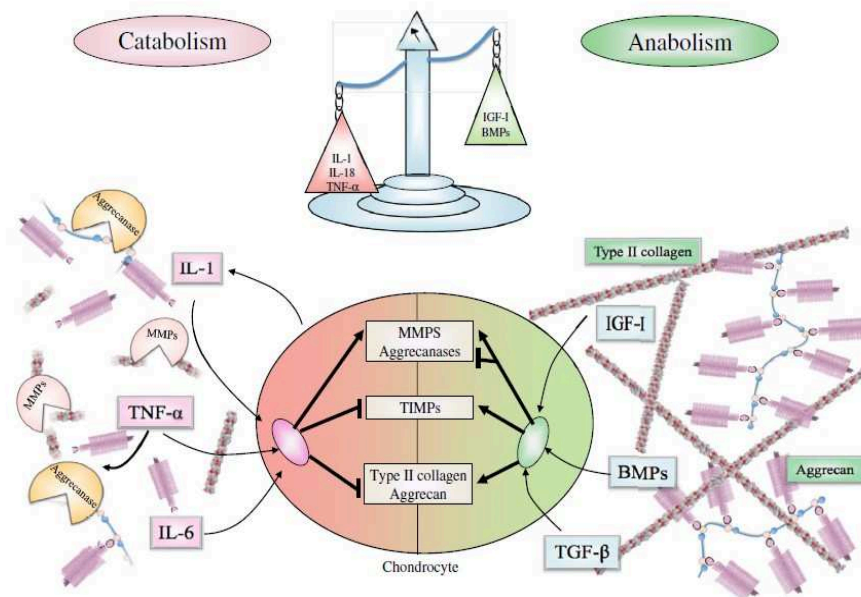 Catabolism
Anabolism
IGF-I
BMPs
IL-1
IL-18
TNF-α
Aggrecanase
IL-1
Type II collagen
IGF-I
MMPS
Aggrecanases
MMPs
MMPs
TNF-α
TIMPs
Type II collagen
Aggrecan
BMPs
Aggrecan
Aggrecanase
IL-6
TGF-β
Chondrocyte